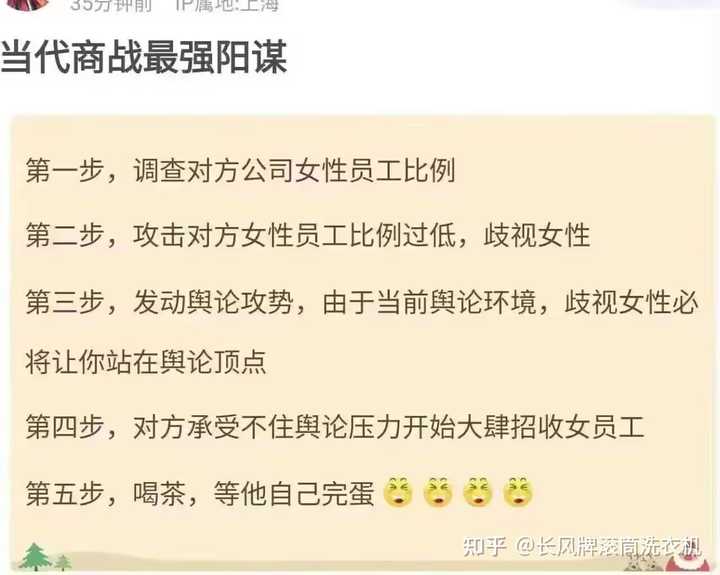 35分钟前 IP属地:上海
当代商战最强阳谋
第一步，调查对方公司女性员工比例
第二步，攻击对方女性员工比例过低，歧视女性
第三步，发动舆论攻势，由于当前舆论环境，歧视女性必
将让你站在舆论顶点
第四步，对方承受不住舆论压力开始大肆招收女员工
第五步，喝茶，等他自己完蛋
知乎 @长风牌滚筒洗衣机